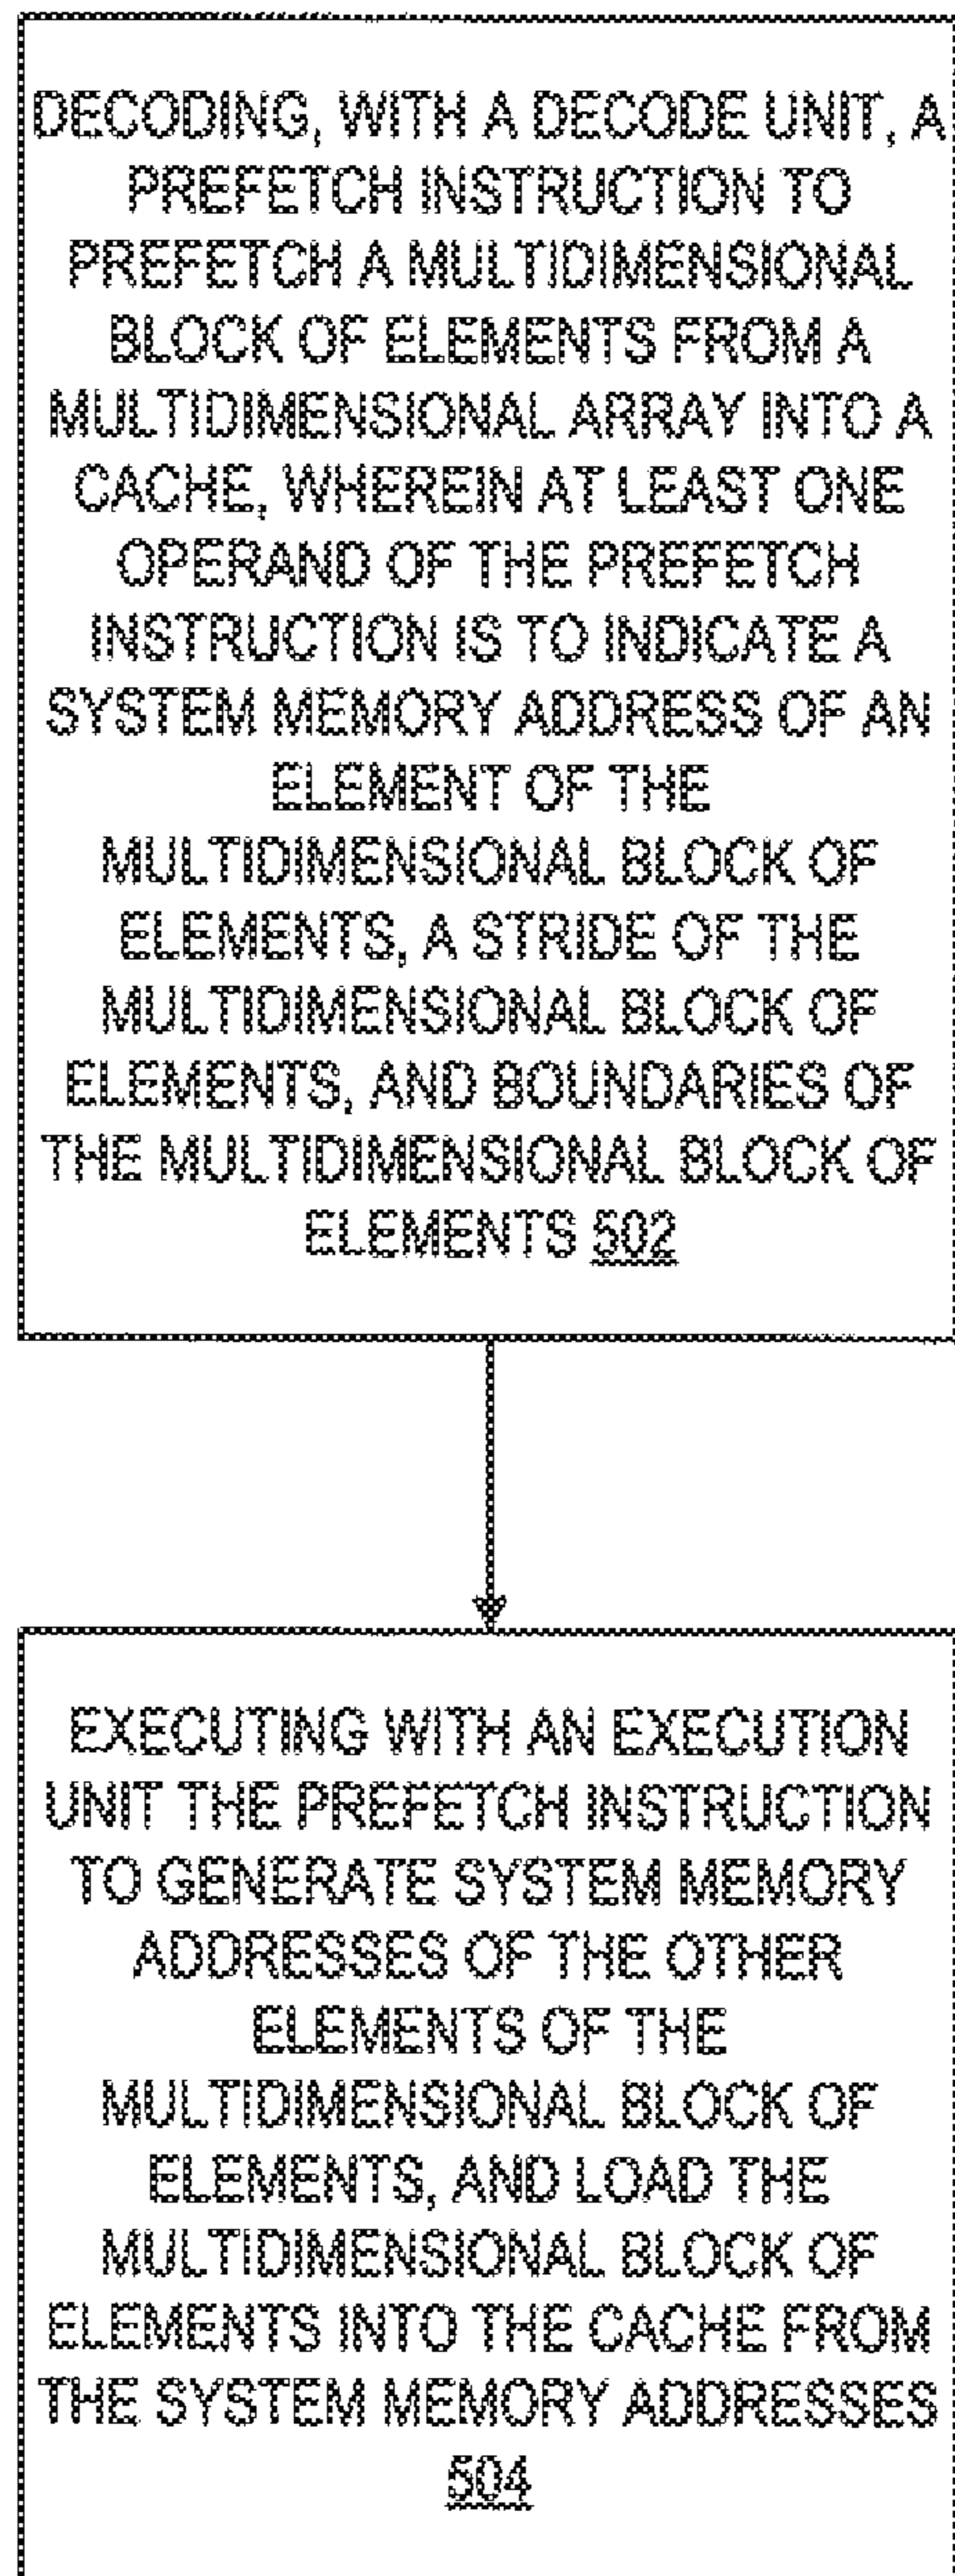 DECODING, WITH A DECODE UNIT, A
PREFETCH INSTRUCTION TO
PREFETCH A MULTIDIMENSIONAL
BLOCK OF ELEMENTS FROM A
MULTIDIMENSIONAL ARRAY INTO A
CACHE, WHEREIN AT LEAST ONE
OPERAND OF THE PREFETCH
INSTRUCTION IS TO INDICATE A
SYSTEM MEMORY ADDRESS OF AN
ELEMENT OF THE
MULTIDIMENSIONAL BLOCK OF
ELEMENTS, A STRIDE OF THE
MULTIDIMENSIONAL BLOCK OF
ELEMENTS, AND BOUNDARIES OF
THE MULTIDIMENSIONAL BLOCK OF
ELEMENTS 502
EXECUTING WITH AN EXECUTION
UNIT THE PREFETCH INSTRUCTION
TO GENERATE SYSTEM MEMORY
ADDRESSES OF THE OTHER
ELEMENTS OF THE
MULTIDIMENSIONAL BLOCK OF
ELEMENTS, AND LOAD THE
MULTIDIMENSIONAL BLOCK OF
ELEMENTS INTO THE CACHE FROM
THE SYSTEM MEMORY ADDRESSES
504